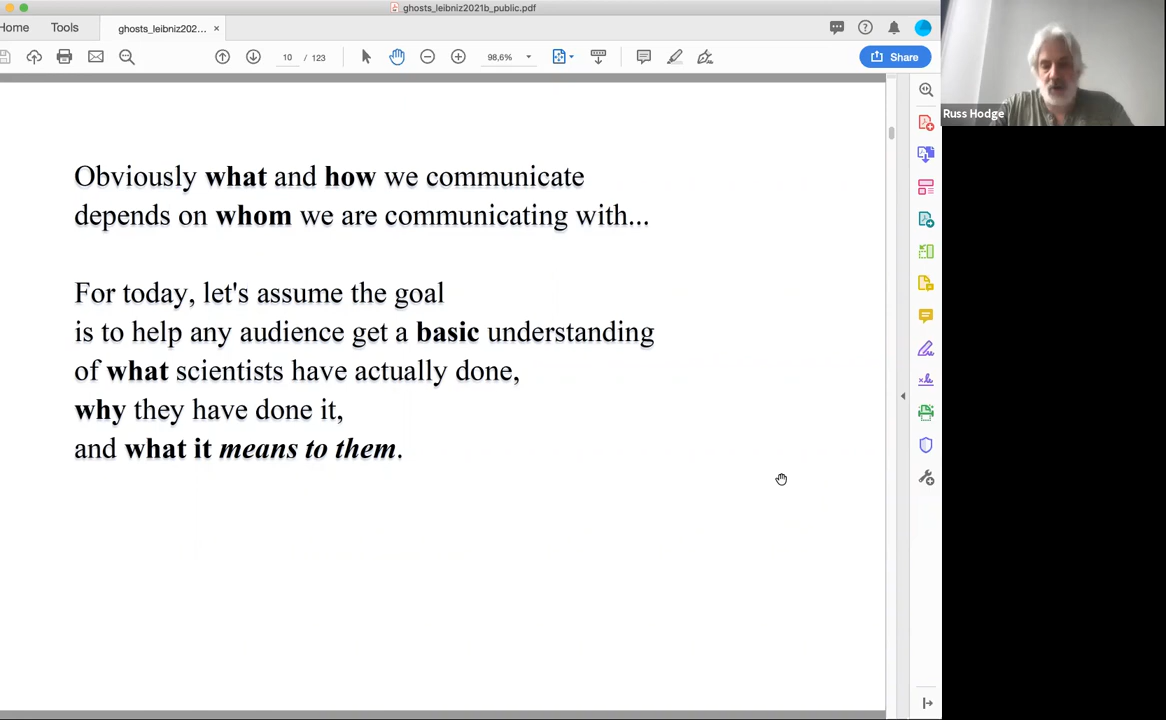 ghosts_leibniz2021b_public.pdf
Home
Tools
ghosts_leibniz202... ×
10 / 123
98,6%
Share
Russ Hodge
Obviously what and how we communicate
depends on whom we are communicating with...
For today, let's assume the goal
is to help any audience get a basic understanding
of what scientists have actually done,
why they have done it,
and what it means to them.